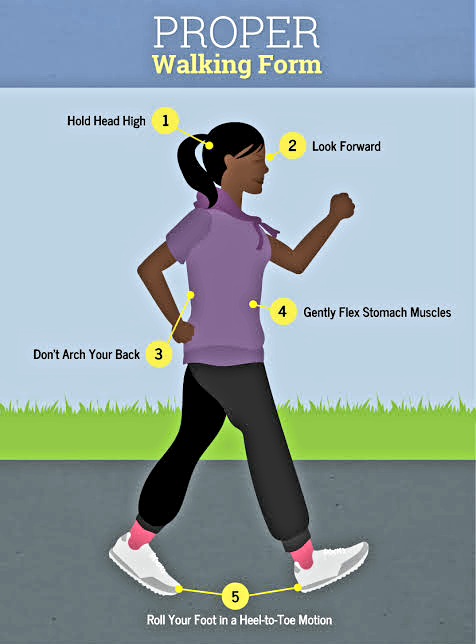 PROPER
Walking Form
Hold Head High 1
2 Look Forward
4 Gently Flex Stomach Muscles
Don't Arch Your Back 3
5
Roll Your Foot in a Heel-to-Toe Motion